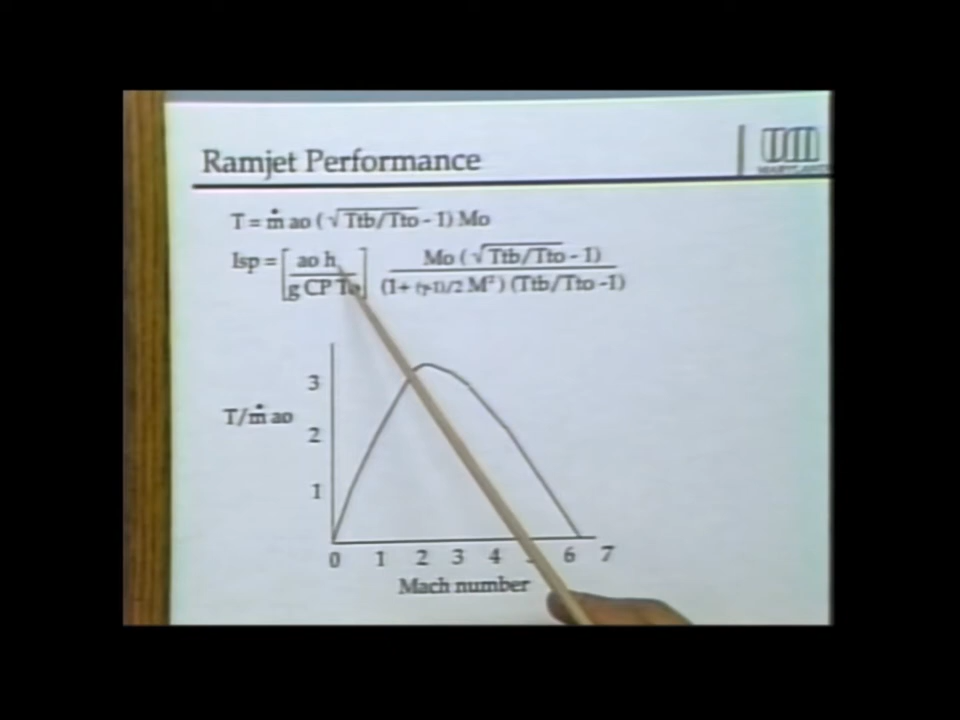 Ramjet Performance
MARYLAND
T = ṁ ao ( √Ttb/Tto - 1) Mo
Isp = [ao h / g CP To] Mo ( √Ttb/Tto - 1) / (1+ (γ-1)/2 M² ) (Ttb/Tto -1)
3
T/ṁ ao
2
1
0 1 2 3 4 6 7
Mach number